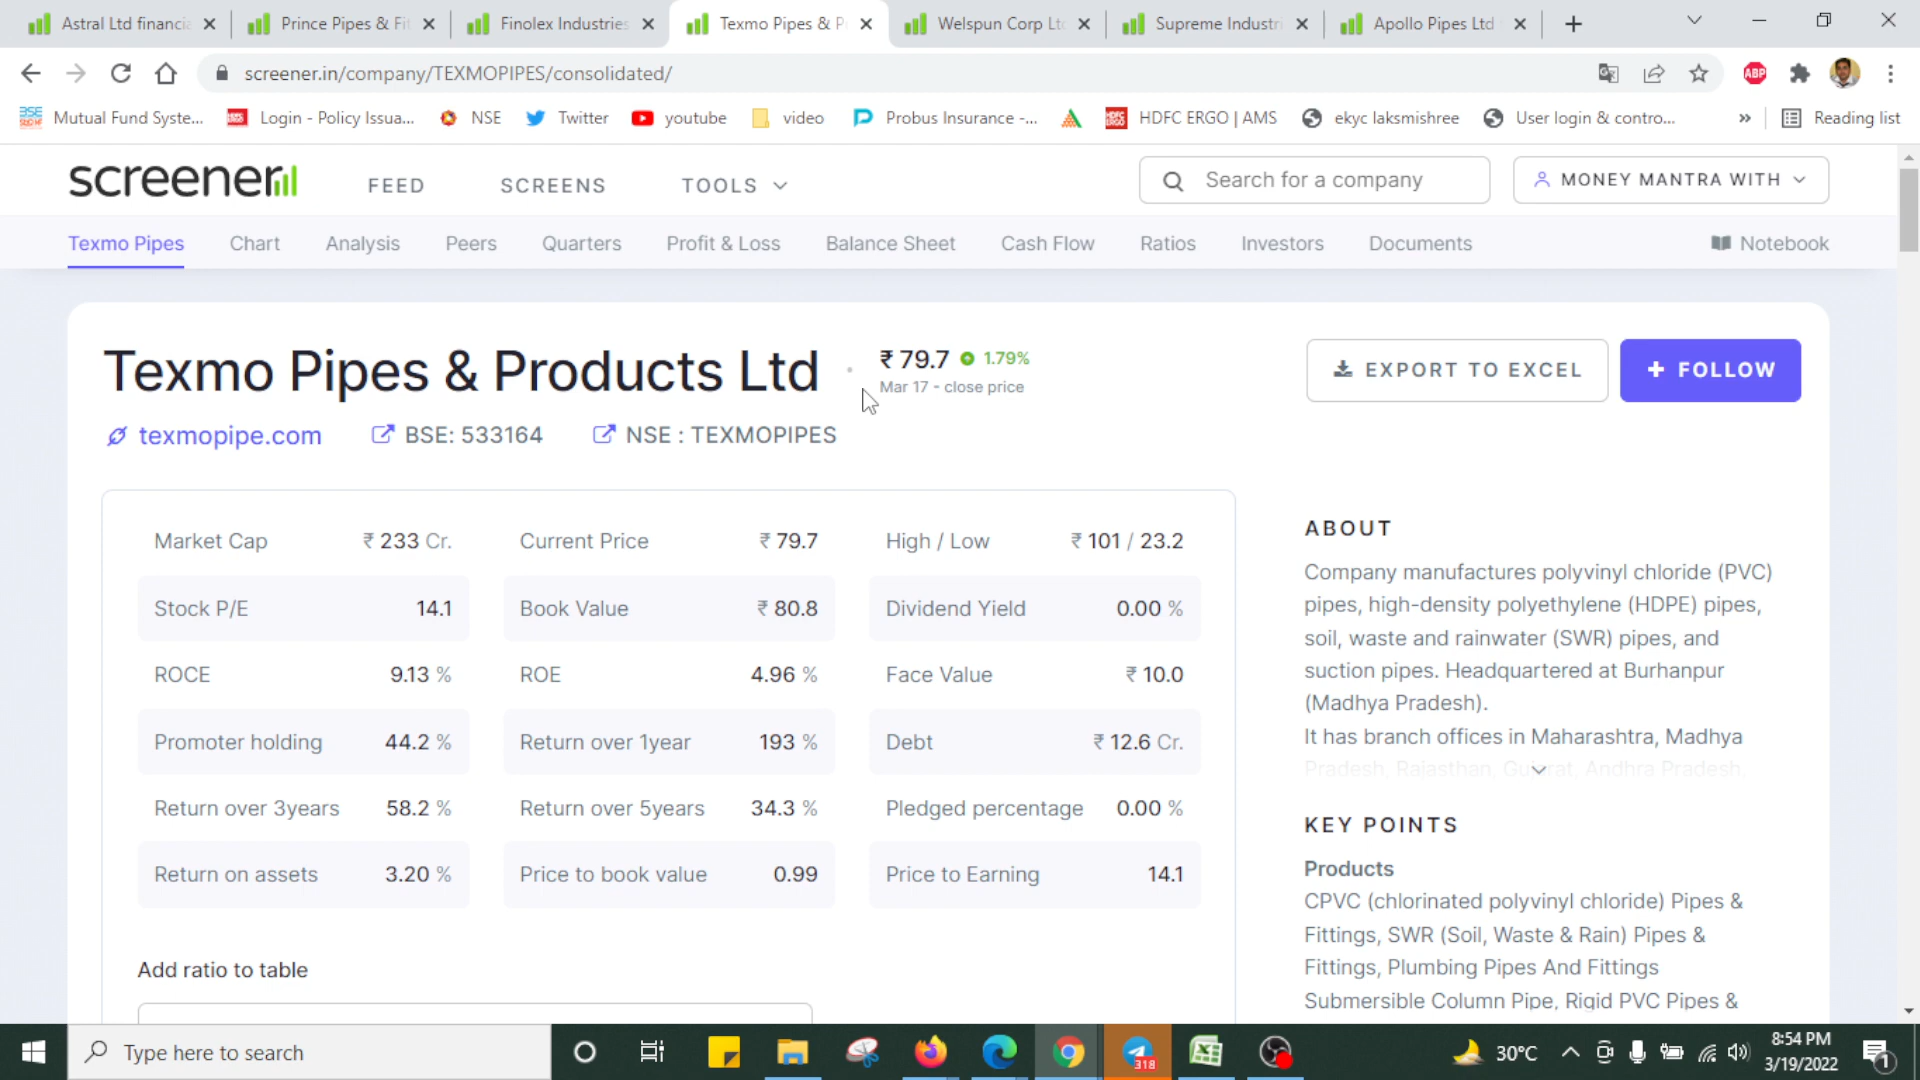 Astral Ltd financia
Prince Pipes & Fit
Finolex Industries
Texmo Pipes & P
Welspun Corp Ltd
Supreme Industri
Apollo Pipes Ltd
screener.in/company/TEXMOPIPES/consolidated/
ABP
Mutual Fund Syste...
Login - Policy Issua...
NSE
Twitter
youtube
video
Probus Insurance -...
HDFC ERGO | AMS
ekyc laksmishree
User login & contro...
»
Reading list
screener
FEED
SCREENS
TOOLS
Search for a company
MONEY MANTRA WITH
Texmo Pipes
Chart
Analysis
Peers
Quarters
Profit & Loss
Balance Sheet
Cash Flow
Ratios
Investors
Documents
Notebook
Texmo Pipes & Products Ltd
₹ 79.7 1.79%
Mar 17 - close price
EXPORT TO EXCEL
+ FOLLOW
texmopipe.com
BSE: 533164
NSE : TEXMOPIPES
Market Cap ₹ 233 Cr.
Current Price ₹ 79.7
High / Low ₹ 101 / 23.2
Stock P/E 14.1
Book Value ₹ 80.8
Dividend Yield 0.00 %
ROCE 9.13 %
ROE 4.96 %
Face Value ₹ 10.0
Promoter holding 44.2 %
Return over 1year 193 %
Debt ₹ 12.6 Cr.
Return over 3years 58.2 %
Return over 5years 34.3 %
Pledged percentage 0.00 %
Return on assets 3.20 %
Price to book value 0.99
Price to Earning 14.1
Add ratio to table
ABOUT
Company manufactures polyvinyl chloride (PVC)
pipes, high-density polyethylene (HDPE) pipes,
soil, waste and rainwater (SWR) pipes, and
suction pipes. Headquartered at Burhanpur
(Madhya Pradesh).
It has branch offices in Maharashtra, Madhya
Pradesh, Rajasthan, Gujarat, Andhra Pradesh,
KEY POINTS
Products
CPVC (chlorinated polyvinyl chloride) Pipes &
Fittings, SWR (Soil, Waste & Rain) Pipes &
Fittings, Plumbing Pipes And Fittings
Submersible Column Pipe, Rigid PVC Pipes &
Type here to search
318
30°C
8:54 PM
3/19/2022
1